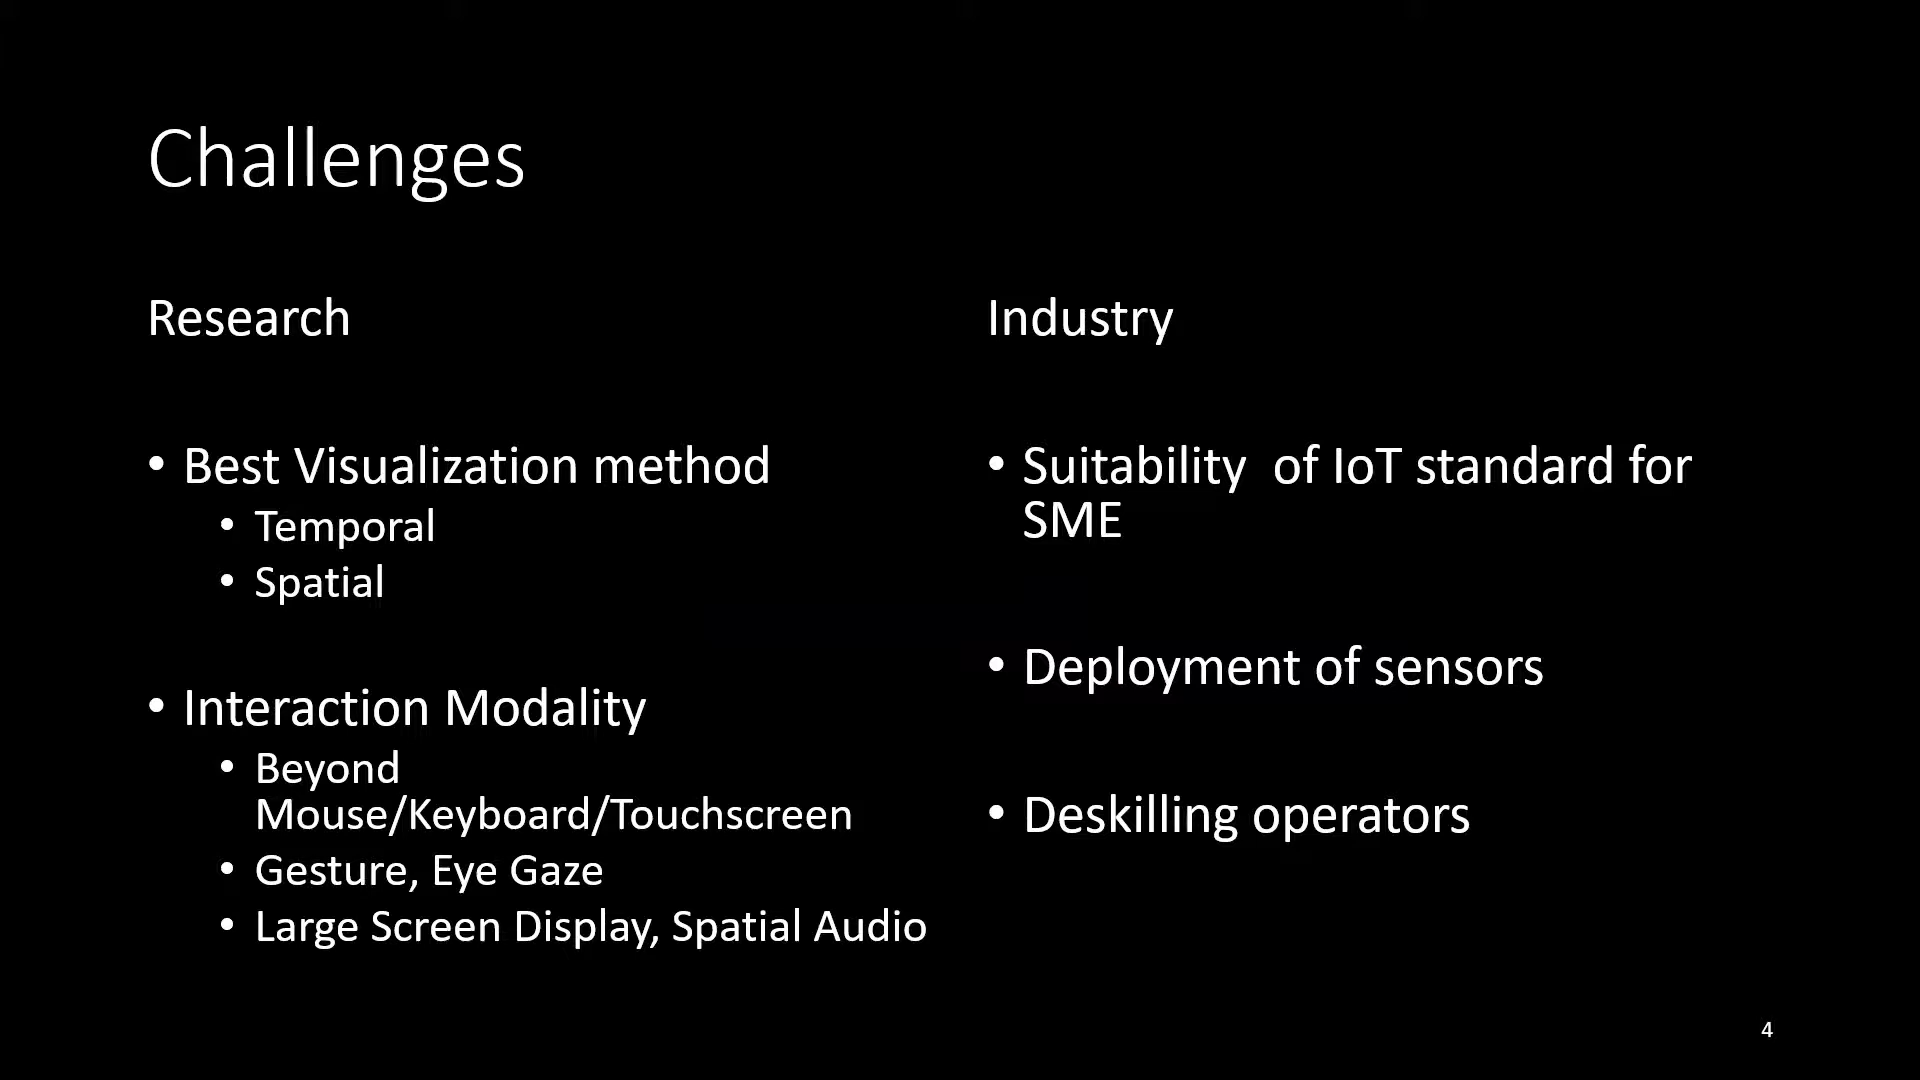 Challenges
Research
• Best Visualization method
• Temporal
• Spatial
• Interaction Modality
• Beyond
Mouse/Keyboard/Touchscreen
• Gesture, Eye Gaze
• Large Screen Display, Spatial Audio
Industry
• Suitability  of IoT standard for
SME
• Deployment of sensors
• Deskilling operators
4